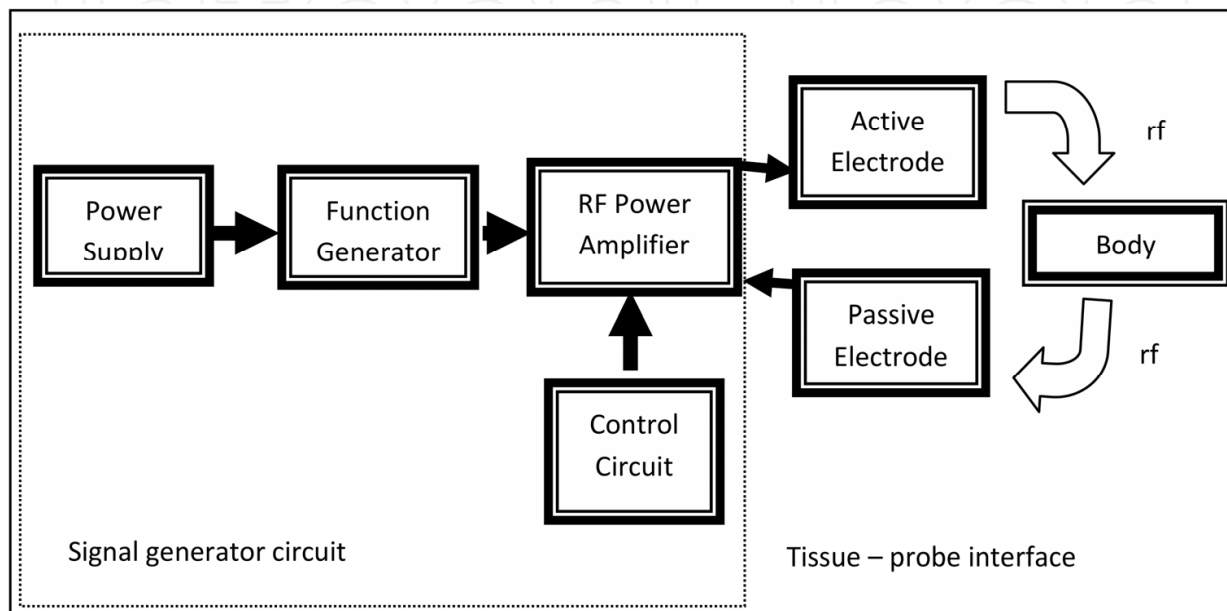 Power
Supply
Function
Generator
RF Power
Amplifier
Control
Circuit
Active
Electrode
rf
Body
Passive
Electrode
rf
Signal generator circuit
Tissue – probe interface